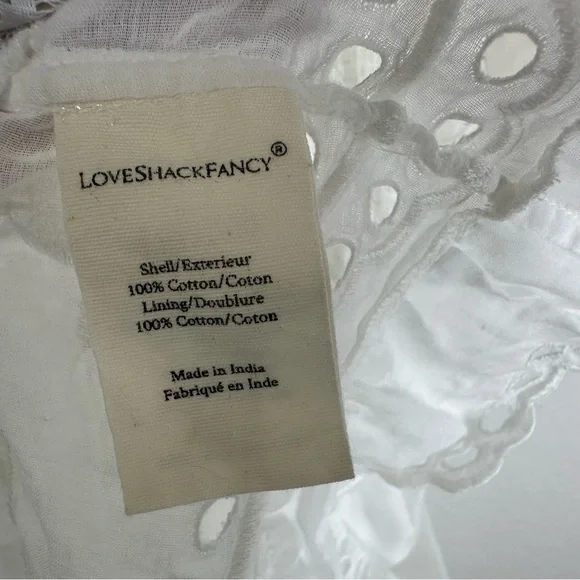 LOVESHACKFANCY®
Shell/Exterieur
100% Cotton/Coton
Lining/Doublure
100% Cotton/Coton
Made in India
Fabriqué en Inde